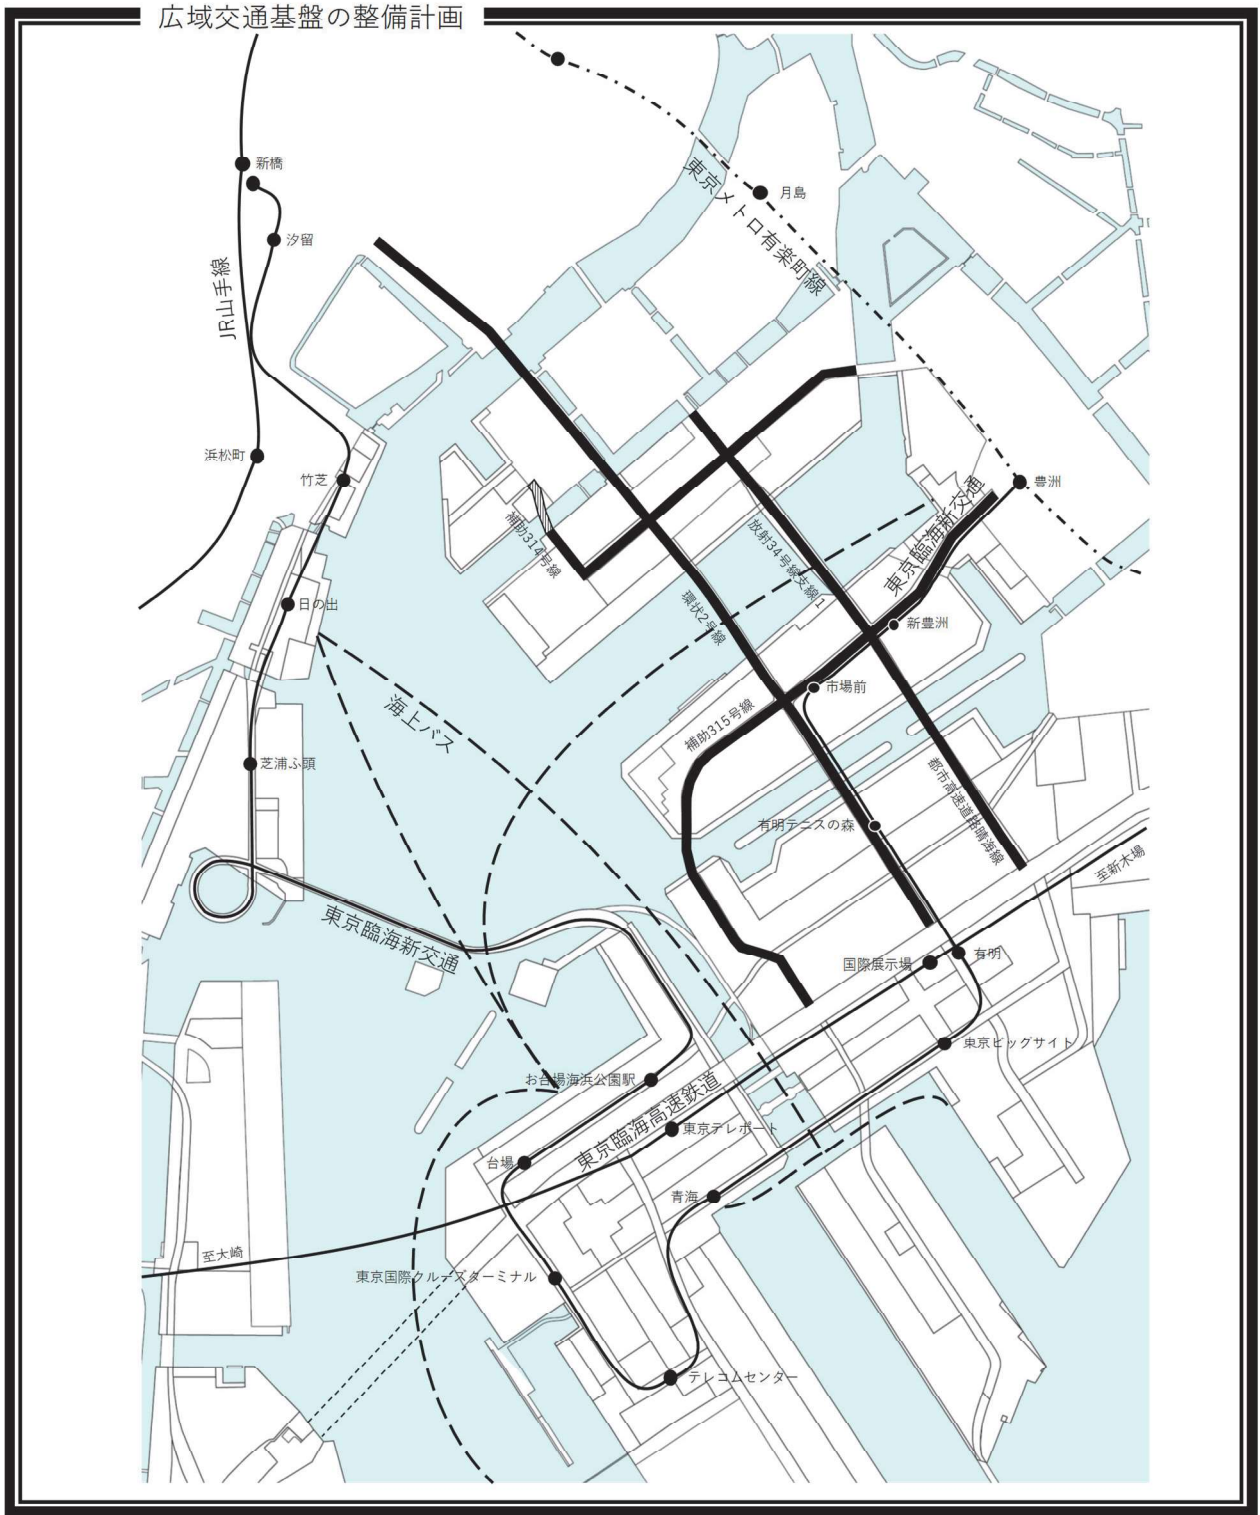 広域交通基盤の整備計画
新橋
汐留
JR山手線
月島
東京メトロ有楽町線
浜松町
竹芝
豊洲
東京臨海新交通
補助314号線
放射34号線支線1
環状2号線
日の出
新豊洲
市場前
海上バス
補助315号線
芝浦ふ頭
都市高速道路晴海線
有明テニスの森
至新木場
東京臨海新交通
国際展示場
有明
東京ビッグサイト
お台場海浜公園駅
東京臨海高速鉄道
東京テレポート
台場
青海
至大崎
東京国際クルーズターミナル
テレコムセンター